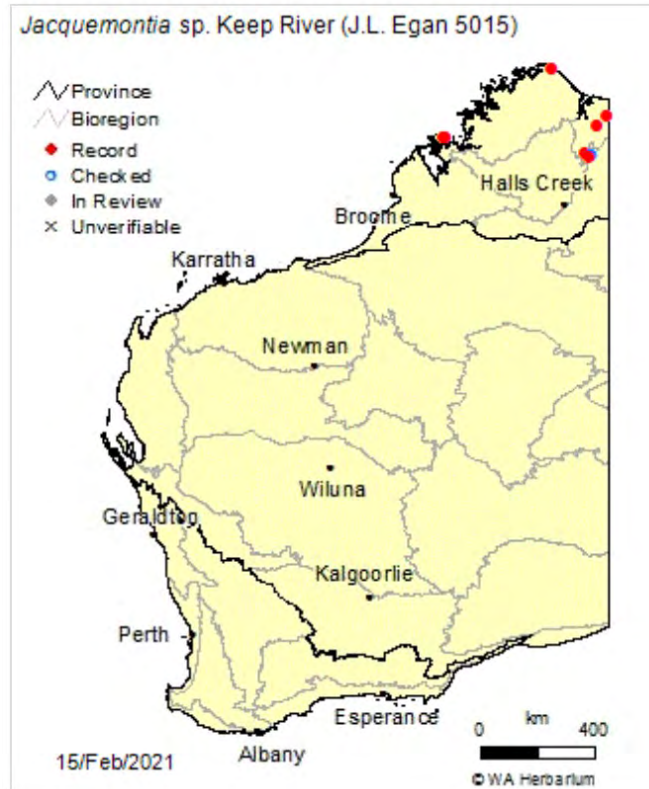 Jacquemontia sp. Keep River (J.L. Egan 5015)
Province
Bioregion
Record
Checked
In Review
Unverifiable
Halls Creek
Broome
Karratha
Newman
Wiluna
Geraldton
Kalgoorlie
Perth
Esperance
0 km 400
Albany
15/Feb/2021
© WA Herbarium